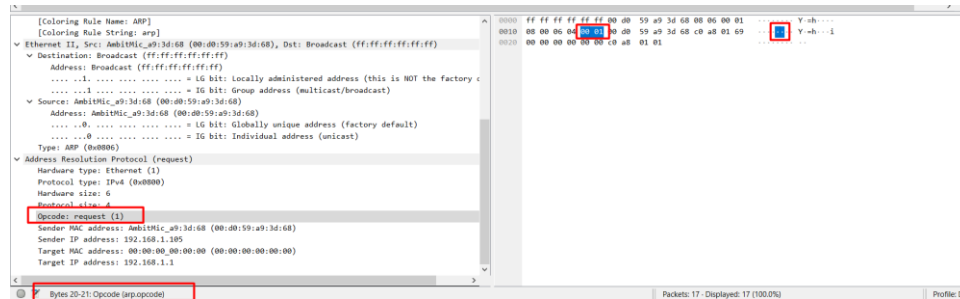 [Coloring Rule Name: ARP]
[Coloring Rule String: arp]
Ethernet II, Src: AmbitMic_a9:3d:68 (00:d0:59:a9:3d:68), Dst: Broadcast (ff:ff:ff:ff:ff:ff)
Destination: Broadcast (ff:ff:ff:ff:ff:ff)
Address: Broadcast (ff:ff:ff:ff:ff:ff)
.... ..1. .... .... .... .... = LG bit: Locally administered address (this is NOT the factory
.... ...1 .... .... .... .... = IG bit: Group address (multicast/broadcast)
Source: AmbitMic_a9:3d:68 (00:d0:59:a9:3d:68)
Address: AmbitMic_a9:3d:68 (00:d0:59:a9:3d:68)
.... ..0. .... .... .... .... = LG bit: Globally unique address (factory default)
.... ...0 .... .... .... .... = IG bit: Individual address (unicast)
Type: ARP (0x0806)
Address Resolution Protocol (request)
Hardware type: Ethernet (1)
Protocol type: IPv4 (0x0800)
Hardware size: 6
Protocol size: 4
Opcode: request (1)
Sender MAC address: AmbitMic_a9:3d:68 (00:d0:59:a9:3d:68)
Sender IP address: 192.168.1.105
Target MAC address: 00:00:00_00:00:00 (00:00:00:00:00:00)
Target IP address: 192.168.1.1
0000 ff ff ff ff ff ff 00 d0 59 a9 3d 68 08 06 00 01 ········ Y·=h····
0010 08 00 06 04 00 01 00 d0 59 a9 3d 68 c0 a8 01 69 ········ Y·=h···i
0020 00 00 00 00 00 00 c0 a8 01 01 ········ ··
Bytes 20-21: Opcode (arp.opcode)
Packets: 17 · Displayed: 17 (100.0%)
Profile: